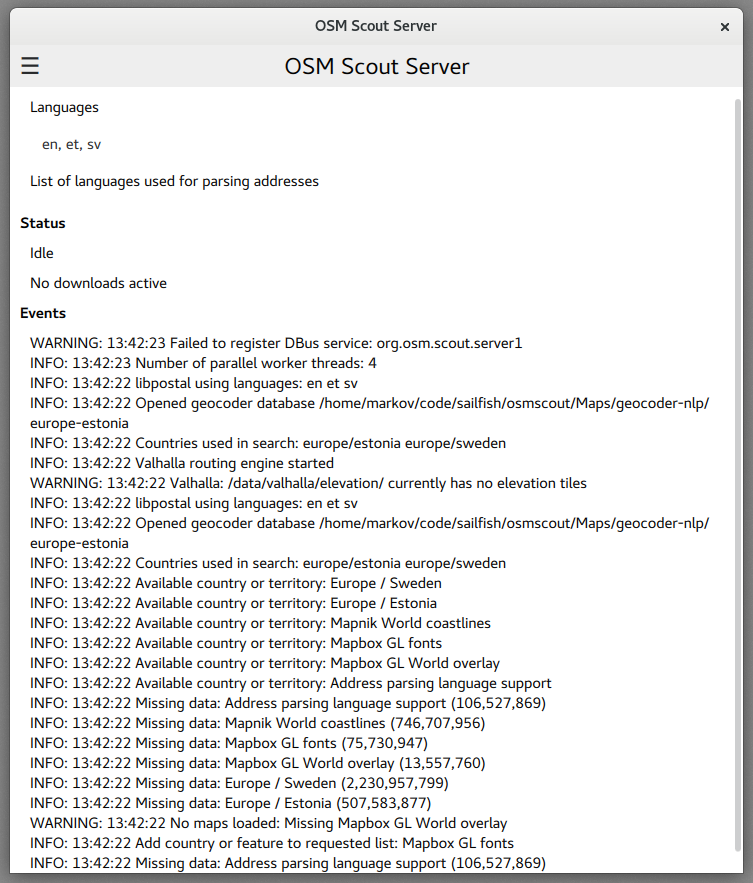 OSM Scout Server
OSM Scout Server
Languages
en, et, sv
List of languages used for parsing addresses
Status
Idle
No downloads active
Events
WARNING: 13:42:23 Failed to register DBus service: org.osm.scout.server1
INFO: 13:42:23 Number of parallel worker threads: 4
INFO: 13:42:22 libpostal using languages: en et sv
INFO: 13:42:22 Opened geocoder database /home/markov/code/sailfish/osmscout/Maps/geocoder-nlp/
europe-estonia
INFO: 13:42:22 Countries used in search: europe/estonia europe/sweden
INFO: 13:42:22 Valhalla routing engine started
WARNING: 13:42:22 Valhalla: /data/valhalla/elevation/ currently has no elevation tiles
INFO: 13:42:22 libpostal using languages: en et sv
INFO: 13:42:22 Opened geocoder database /home/markov/code/sailfish/osmscout/Maps/geocoder-nlp/
europe-estonia
INFO: 13:42:22 Countries used in search: europe/estonia europe/sweden
INFO: 13:42:22 Available country or territory: Europe / Sweden
INFO: 13:42:22 Available country or territory: Europe / Estonia
INFO: 13:42:22 Available country or territory: Mapnik World coastlines
INFO: 13:42:22 Available country or territory: Mapbox GL fonts
INFO: 13:42:22 Available country or territory: Mapbox GL World overlay
INFO: 13:42:22 Available country or territory: Address parsing language support
INFO: 13:42:22 Missing data: Address parsing language support (106,527,869)
INFO: 13:42:22 Missing data: Mapnik World coastlines (746,707,956)
INFO: 13:42:22 Missing data: Mapbox GL fonts (75,730,947)
INFO: 13:42:22 Missing data: Mapbox GL World overlay (13,557,760)
INFO: 13:42:22 Missing data: Europe / Sweden (2,230,957,799)
INFO: 13:42:22 Missing data: Europe / Estonia (507,583,877)
WARNING: 13:42:22 No maps loaded: Missing Mapbox GL World overlay
INFO: 13:42:22 Add country or feature to requested list: Mapbox GL fonts
INFO: 13:42:22 Missing data: Address parsing language support (106,527,869)